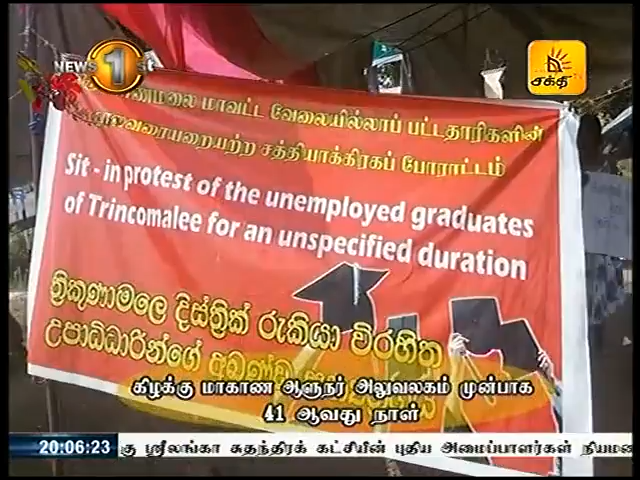 NEWS 1st
சக்தி
மாவட்ட வேலையில்லாப் பட்டதாரிகளின்
சத்தியாக்கிரகப் போராட்டம்
Sit - in protest of the unemployed graduates
of Trincomalee for an unspecified duration
ත්‍රිකුණාමලෙ දිස්ත්‍රික් රැකියා විරහිත
උපාධිධාරින්ගේ
கிழக்கு மாகாண ஆளுநர் அலுவலகம் முன்பாக
41 ஆவது நாள்
20:06:23 கு ஸ்ரீலங்கா சுதந்திரக் கட்சியின் புதிய அமைப்பாளர்கள் நியம